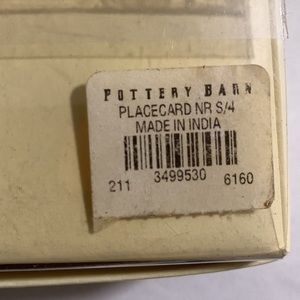 POTTERY BARN
PLACECARD NR S/4
MADE IN INDIA
211 3499530 6160